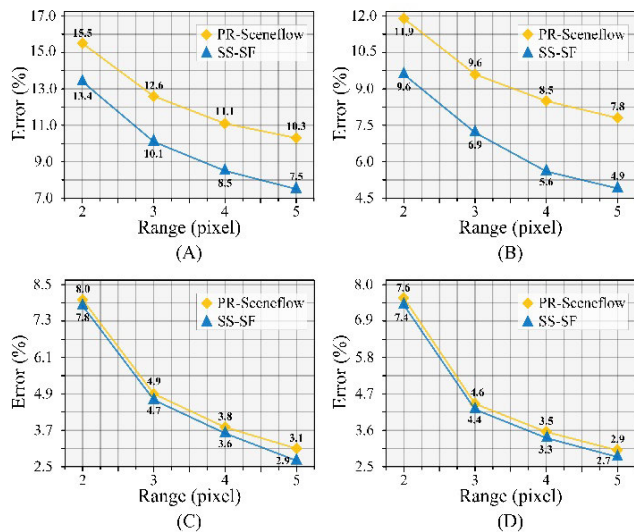 17.0
15.0
13.0
11.0
9.0
7.0
Error (%)
15.5
12.6
11.1
10.3
13.4
10.1
8.5
7.5
PR-Sceneflow
SS-SF
2 3 4 5
Range (pixel)
(A)
12.0
10.5
9.0
7.5
6.0
4.5
Error (%)
11.9
9.6
8.5
7.8
9.6
6.9
5.6
4.9
PR-Sceneflow
SS-SF
2 3 4 5
Range (pixel)
(B)
8.5
7.3
6.1
4.9
3.7
2.5
Error (%)
8.0
4.9
3.8
3.1
7.8
4.7
3.6
2.9
PR-Sceneflow
SS-SF
2 3 4 5
Range (pixel)
(C)
8.0
6.9
5.8
4.7
3.6
2.5
Error (%)
7.6
4.6
3.5
2.9
7.4
4.4
3.3
2.7
PR-Sceneflow
SS-SF
2 3 4 5
Range (pixel)
(D)